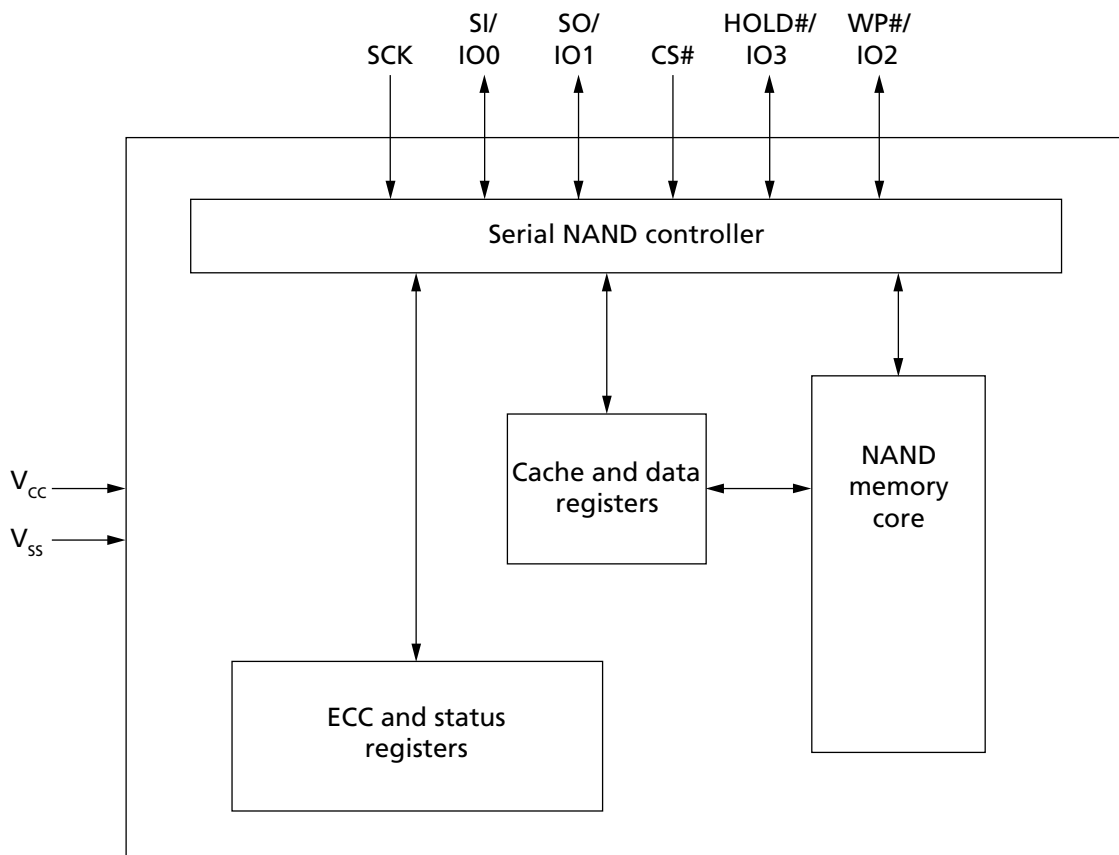 SCK
SI/
IO0
SO/
IO1
CS#
HOLD#/
IO3
WP#/
IO2
Serial NAND controller
Cache and data
registers
NAND
memory
core
VCC
VSS
ECC and status
registers